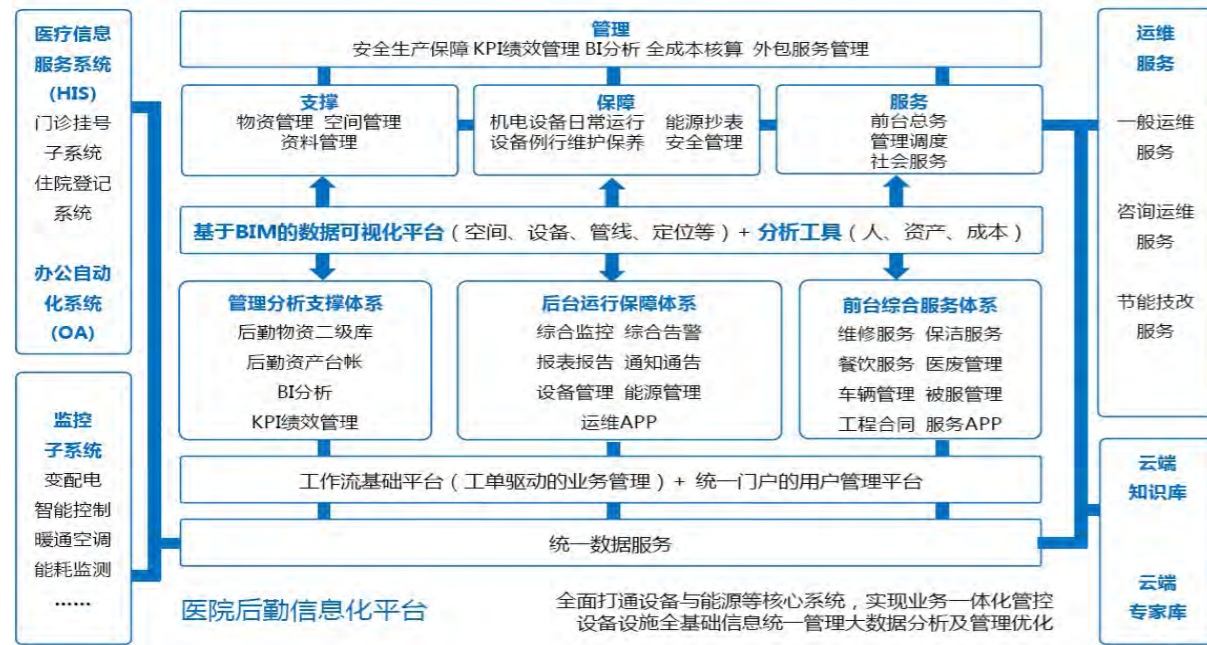 医疗信息
服务系统
(HIS)
门诊挂号
子系统
住院登记
系统
办公自动
化系统
(OA)
监控
子系统
变配电
智能控制
暖通空调
能耗监测
……
管理
安全生产保障 KPI绩效管理 BI分析 全成本核算 外包服务管理
支撑
物资管理 空间管理
资料管理
保障
机电设备日常运行 能源抄表
设备例行维护保养 安全管理
服务
前台总务
管理调度
社会服务
基于BIM的数据可视化平台（空间、设备、管线、定位等）+ 分析工具（人、资产、成本）
管理分析支撑体系
后勤物资二级库
后勤资产台帐
BI分析
KPI绩效管理
后台运行保障体系
综合监控 综合告警
报表报告 通知通告
设备管理 能源管理
运维APP
前台综合服务体系
维修服务 保洁服务
餐饮服务 医废管理
车辆管理 被服管理
工程合同 服务APP
工作流基础平台（工单驱动的业务管理）+ 统一门户的用户管理平台
统一数据服务
医院后勤信息化平台
全面打通设备与能源等核心系统，实现业务一体化管控
设备设施全基础信息统一管理大数据分析及管理优化
运维
服务
一般运维
服务
咨询运维
服务
节能技改
服务
云端
知识库
云端
专家库